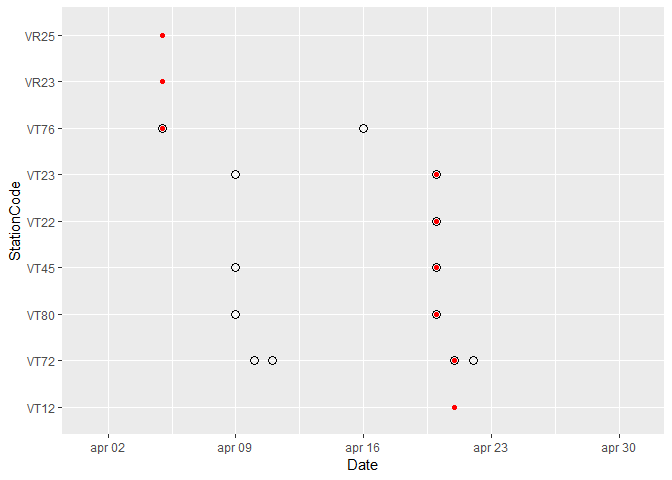 VR25
VR23
VT76
VT23
VT22
VT45
VT80
VT72
VT12
StationCode
apr 02 apr 09 apr 16 apr 23 apr 30
Date